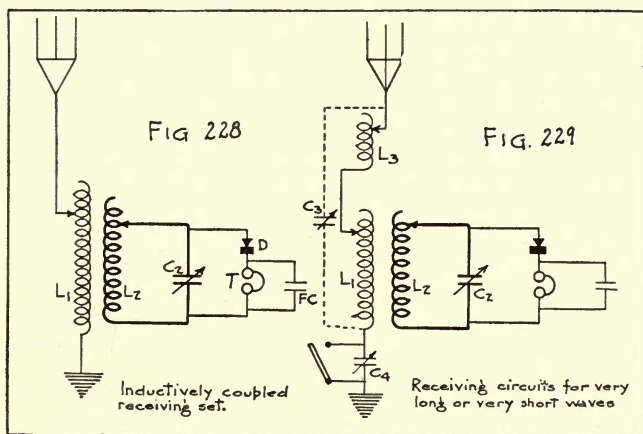 FIG 228
L1
L2
C2
D
T
FC
Inductively coupled
receiving set.
FIG. 229
L3
C3
L1
L2
C2
C4
Receiving circuits for very
long or very short waves